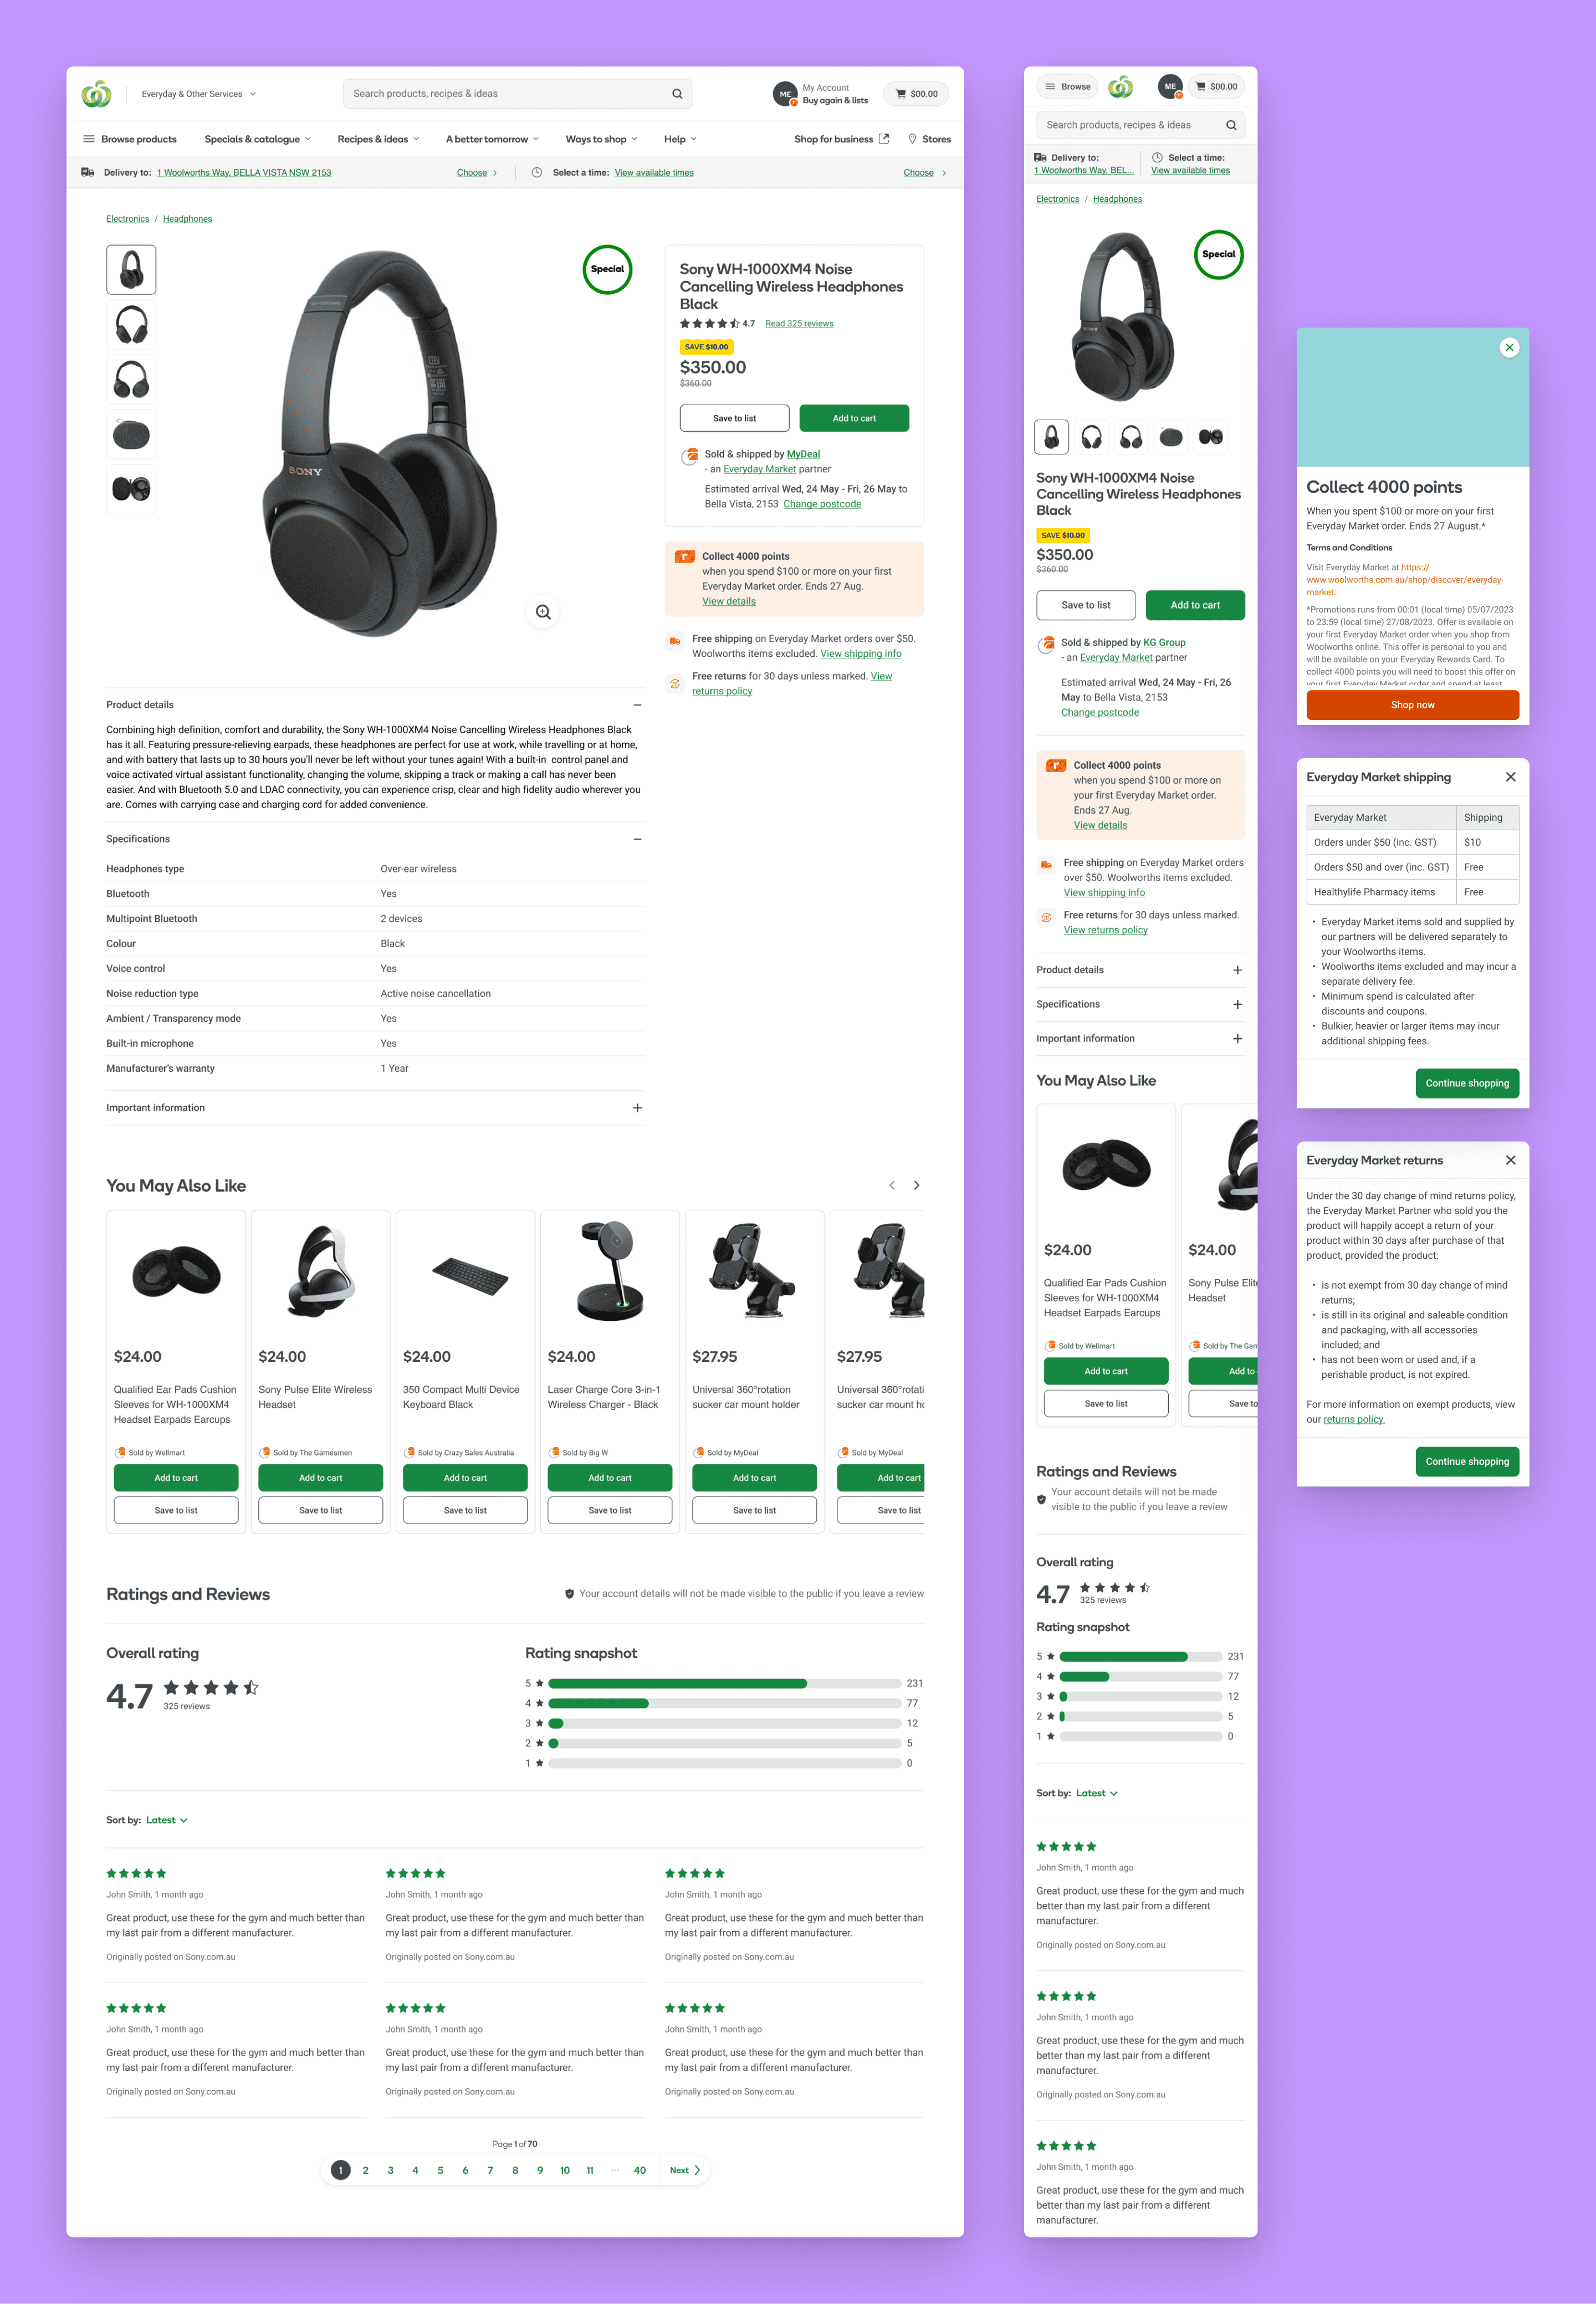 Everyday & Other Services
Search products, recipes & ideas
ME
My Account
Buy again & lists
$00.00
Browse products
Specials & catalogue
Recipes & ideas
A better tomorrow
Ways to shop
Help
Shop for business
Stores
Delivery to: 1 Woolworths Way, BELLA VISTA NSW 2153
Choose
Select a time: View available times
Choose
Electronics / Headphones
SONY
Special
Sony WH-1000XM4 Noise
Cancelling Wireless Headphones
Black
4.7 Read 325 reviews
SAVE $10.00
$350.00
$360.00
Save to list
Add to cart
Sold & shipped by MyDeal
- an Everyday Market partner
Estimated arrival Wed, 24 May - Fri, 26 May to
Bella Vista, 2153 Change postcode
Collect 4000 points
when you spend $100 or more on your first
Everyday Market order. Ends 27 Aug.
View details
Free shipping on Everyday Market orders over $50.
Woolworths items excluded. View shipping info
Free returns for 30 days unless marked. View
returns policy
Product details
Combining high definition, comfort and durability, the Sony WH-1000XM4 Noise Cancelling Wireless Headphones Black
has it all. Featuring pressure-relieving earpads, these headphones are perfect for use at work, while travelling or at home,
and with battery that lasts up to 30 hours you'll never be left without your tunes again! With a built-in control panel and
voice activated virtual assistant functionality, changing the volume, skipping a track or making a call has never been
easier. And with Bluetooth 5.0 and LDAC connectivity, you can experience crisp, clear and high fidelity audio wherever you
are. Comes with carrying case and charging cord for added convenience.
Specifications
Headphones type Over-ear wireless
Bluetooth Yes
Multipoint Bluetooth 2 devices
Colour Black
Voice control Yes
Noise reduction type Active noise cancellation
Ambient / Transparency mode Yes
Built-in microphone Yes
Manufacturer's warranty 1 Year
Important information
You May Also Like
$24.00
Qualified Ear Pads Cushion
Sleeves for WH-1000XM4
Headset Earpads Earcups
Sold by Wellmart
Add to cart
Save to list
$24.00
Sony Pulse Elite Wireless
Headset
Sold by The Gamesmen
Add to cart
Save to list
$24.00
350 Compact Multi Device
Keyboard Black
Sold by Crazy Sales Australia
Add to cart
Save to list
$24.00
Laser Charge Core 3-in-1
Wireless Charger - Black
Sold by Big W
Add to cart
Save to list
$27.95
Universal 360°rotation
sucker car mount holder
Sold by MyDeal
Add to cart
Save to list
$27.95
Universal 360°rotati
sucker car mount ho
Sold by MyDeal
Add to cart
Save to list
Ratings and Reviews
Your account details will not be made visible to the public if you leave a review
Overall rating
4.7
325 reviews
Rating snapshot
5 231
4 77
3 12
2 5
1 0
Sort by: Latest
John Smith, 1 month ago
Great product, use these for the gym and much better than
my last pair from a different manufacturer.
Originally posted on Sony.com.au
John Smith, 1 month ago
Great product, use these for the gym and much better than
my last pair from a different manufacturer.
Originally posted on Sony.com.au
John Smith, 1 month ago
Great product, use these for the gym and much better than
my last pair from a different manufacturer.
Originally posted on Sony.com.au
John Smith, 1 month ago
Great product, use these for the gym and much better than
my last pair from a different manufacturer.
Originally posted on Sony.com.au
John Smith, 1 month ago
Great product, use these for the gym and much better than
my last pair from a different manufacturer.
Originally posted on Sony.com.au
John Smith, 1 month ago
Great product, use these for the gym and much better than
my last pair from a different manufacturer.
Originally posted on Sony.com.au
Page 1 of 70
1 2 3 4 5 6 7 8 9 10 11 ... 40 Next
Browse
ME
$00.00
Search products, recipes & ideas
Delivery to:
1 Woolworths Way, BEL...
Select a time:
View available times
Electronics / Headphones
SONY
Special
Sony WH-1000XM4 Noise
Cancelling Wireless Headphones
Black
SAVE $10.00
$350.00
$360.00
Save to list
Add to cart
Sold & shipped by KG Group
- an Everyday Market partner
Estimated arrival Wed, 24 May - Fri, 26
May to Bella Vista, 2153
Change postcode
Collect 4000 points
when you spend $100 or more on
your first Everyday Market order.
Ends 27 Aug.
View details
Free shipping on Everyday Market orders
over $50. Woolworths items excluded.
View shipping info
Free returns for 30 days unless marked.
View returns policy
Product details
Specifications
Important information
You May Also Like
$24.00
Qualified Ear Pads Cushion
Sleeves for WH-1000XM4
Headset Earpads Earcups
Sold by Wellmart
Add to cart
Save to list
$24.00
Sony Pulse Elite
Headset
Sold by The Gam
Add to
Save to
Ratings and Reviews
Your account details will not be made
visible to the public if you leave a review
Overall rating
4.7
325 reviews
Rating snapshot
5 231
4 77
3 12
2 5
1 0
Sort by: Latest
John Smith, 1 month ago
Great product, use these for the gym and much
better than my last pair from a different
manufacturer.
Originally posted on Sony.com.au
John Smith, 1 month ago
Great product, use these for the gym and much
better than my last pair from a different
manufacturer.
Originally posted on Sony.com.au
John Smith, 1 month ago
Great product, use these for the gym and much
better than my last pair from a different
manufacturer.
Collect 4000 points
When you spent $100 or more on your first
Everyday Market order. Ends 27 August.*
Terms and Conditions
Visit Everyday Market at https://
www.woolworths.com.au/shop/discover/everyday-
market.
*Promotions runs from 00:01 (local time) 05/07/2023
to 23:59 (local time) 27/08/2023. Offer is available on
your first Everyday Market order when you shop from
Woolworths online. This offer is personal to you and
will be available on your Everyday Rewards Card. To
collect 4000 points you will need to boost this offer on
your first Everyday Market order and spend at least
Shop now
Everyday Market shipping
Everyday Market Shipping
Orders under $50 (inc. GST) $10
Orders $50 and over (inc. GST) Free
Healthylife Pharmacy items Free
• Everyday Market items sold and supplied by
our partners will be delivered separately to
your Woolworths items.
• Woolworths items excluded and may incur a
separate delivery fee.
• Minimum spend is calculated after
discounts and coupons.
• Bulkier, heavier or larger items may incur
additional shipping fees.
Continue shopping
Everyday Market returns
Under the 30 day change of mind returns policy,
the Everyday Market Partner who sold you the
product will happily accept a return of your
product within 30 days after purchase of that
product, provided the product:
• is not exempt from 30 day change of mind
returns;
• is still in its original and saleable condition
and packaging, with all accessories
included; and
• has not been worn or used and, if a
perishable product, is not expired.
For more information on exempt products, view
our returns policy.
Continue shopping